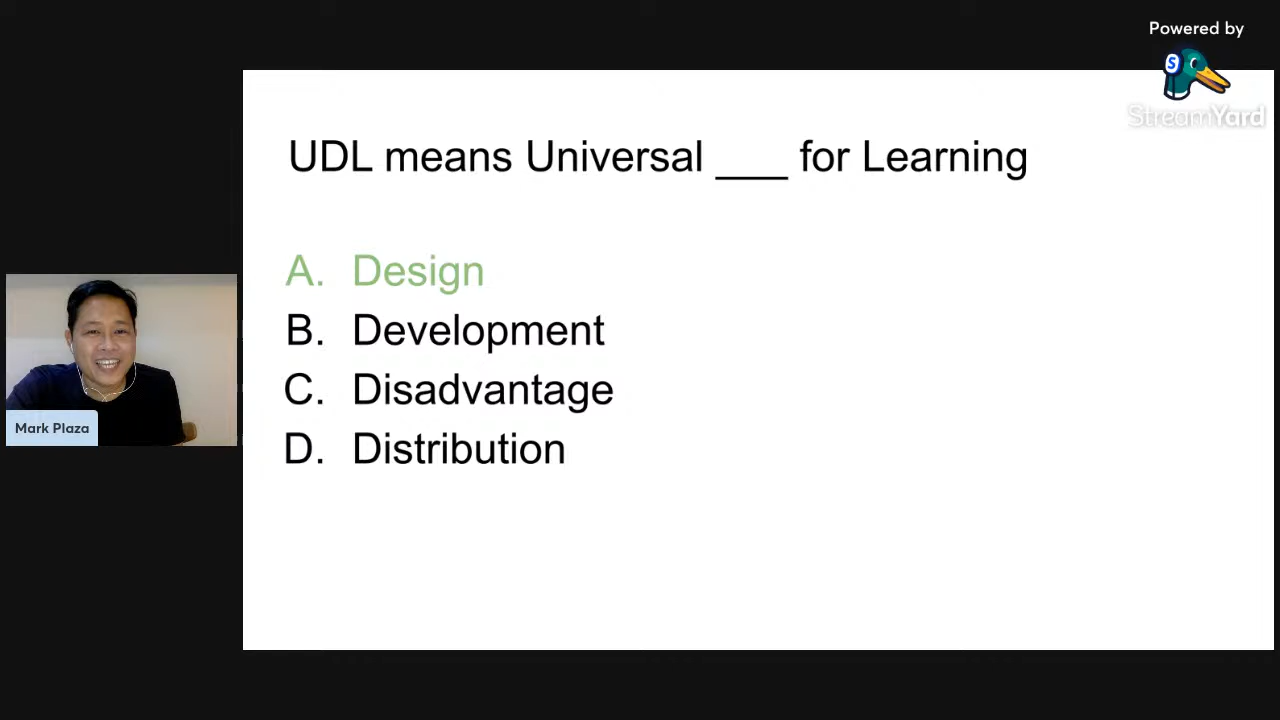 Powered by
S
StreamYard
UDL means Universal ___ for Learning
A. Design
B. Development
C. Disadvantage
D. Distribution
Mark Plaza